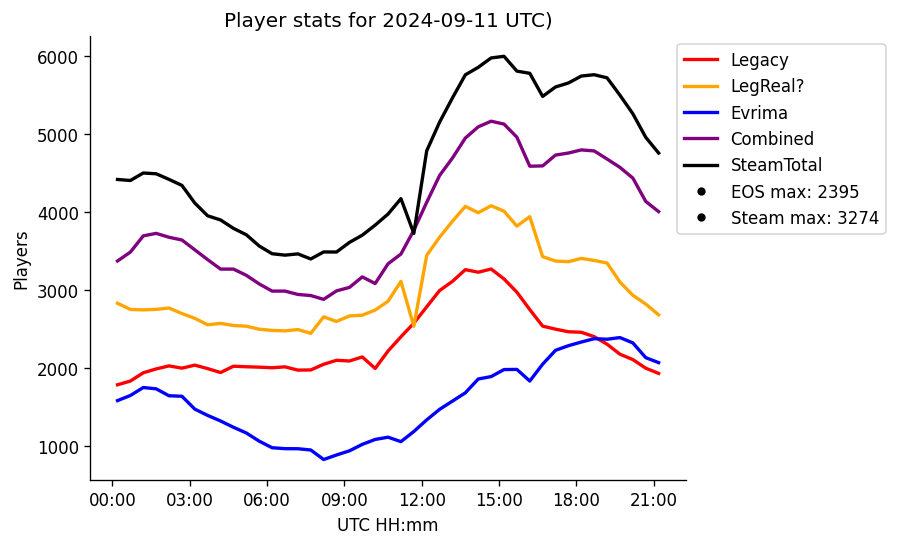 Player stats for 2024-09-11 UTC)
6000
5000
4000
3000
2000
1000
Players
00:00 03:00 06:00 09:00 12:00 15:00 18:00 21:00
UTC HH:mm
Legacy
LegReal?
Evrima
Combined
SteamTotal
EOS max: 2395
Steam max: 3274